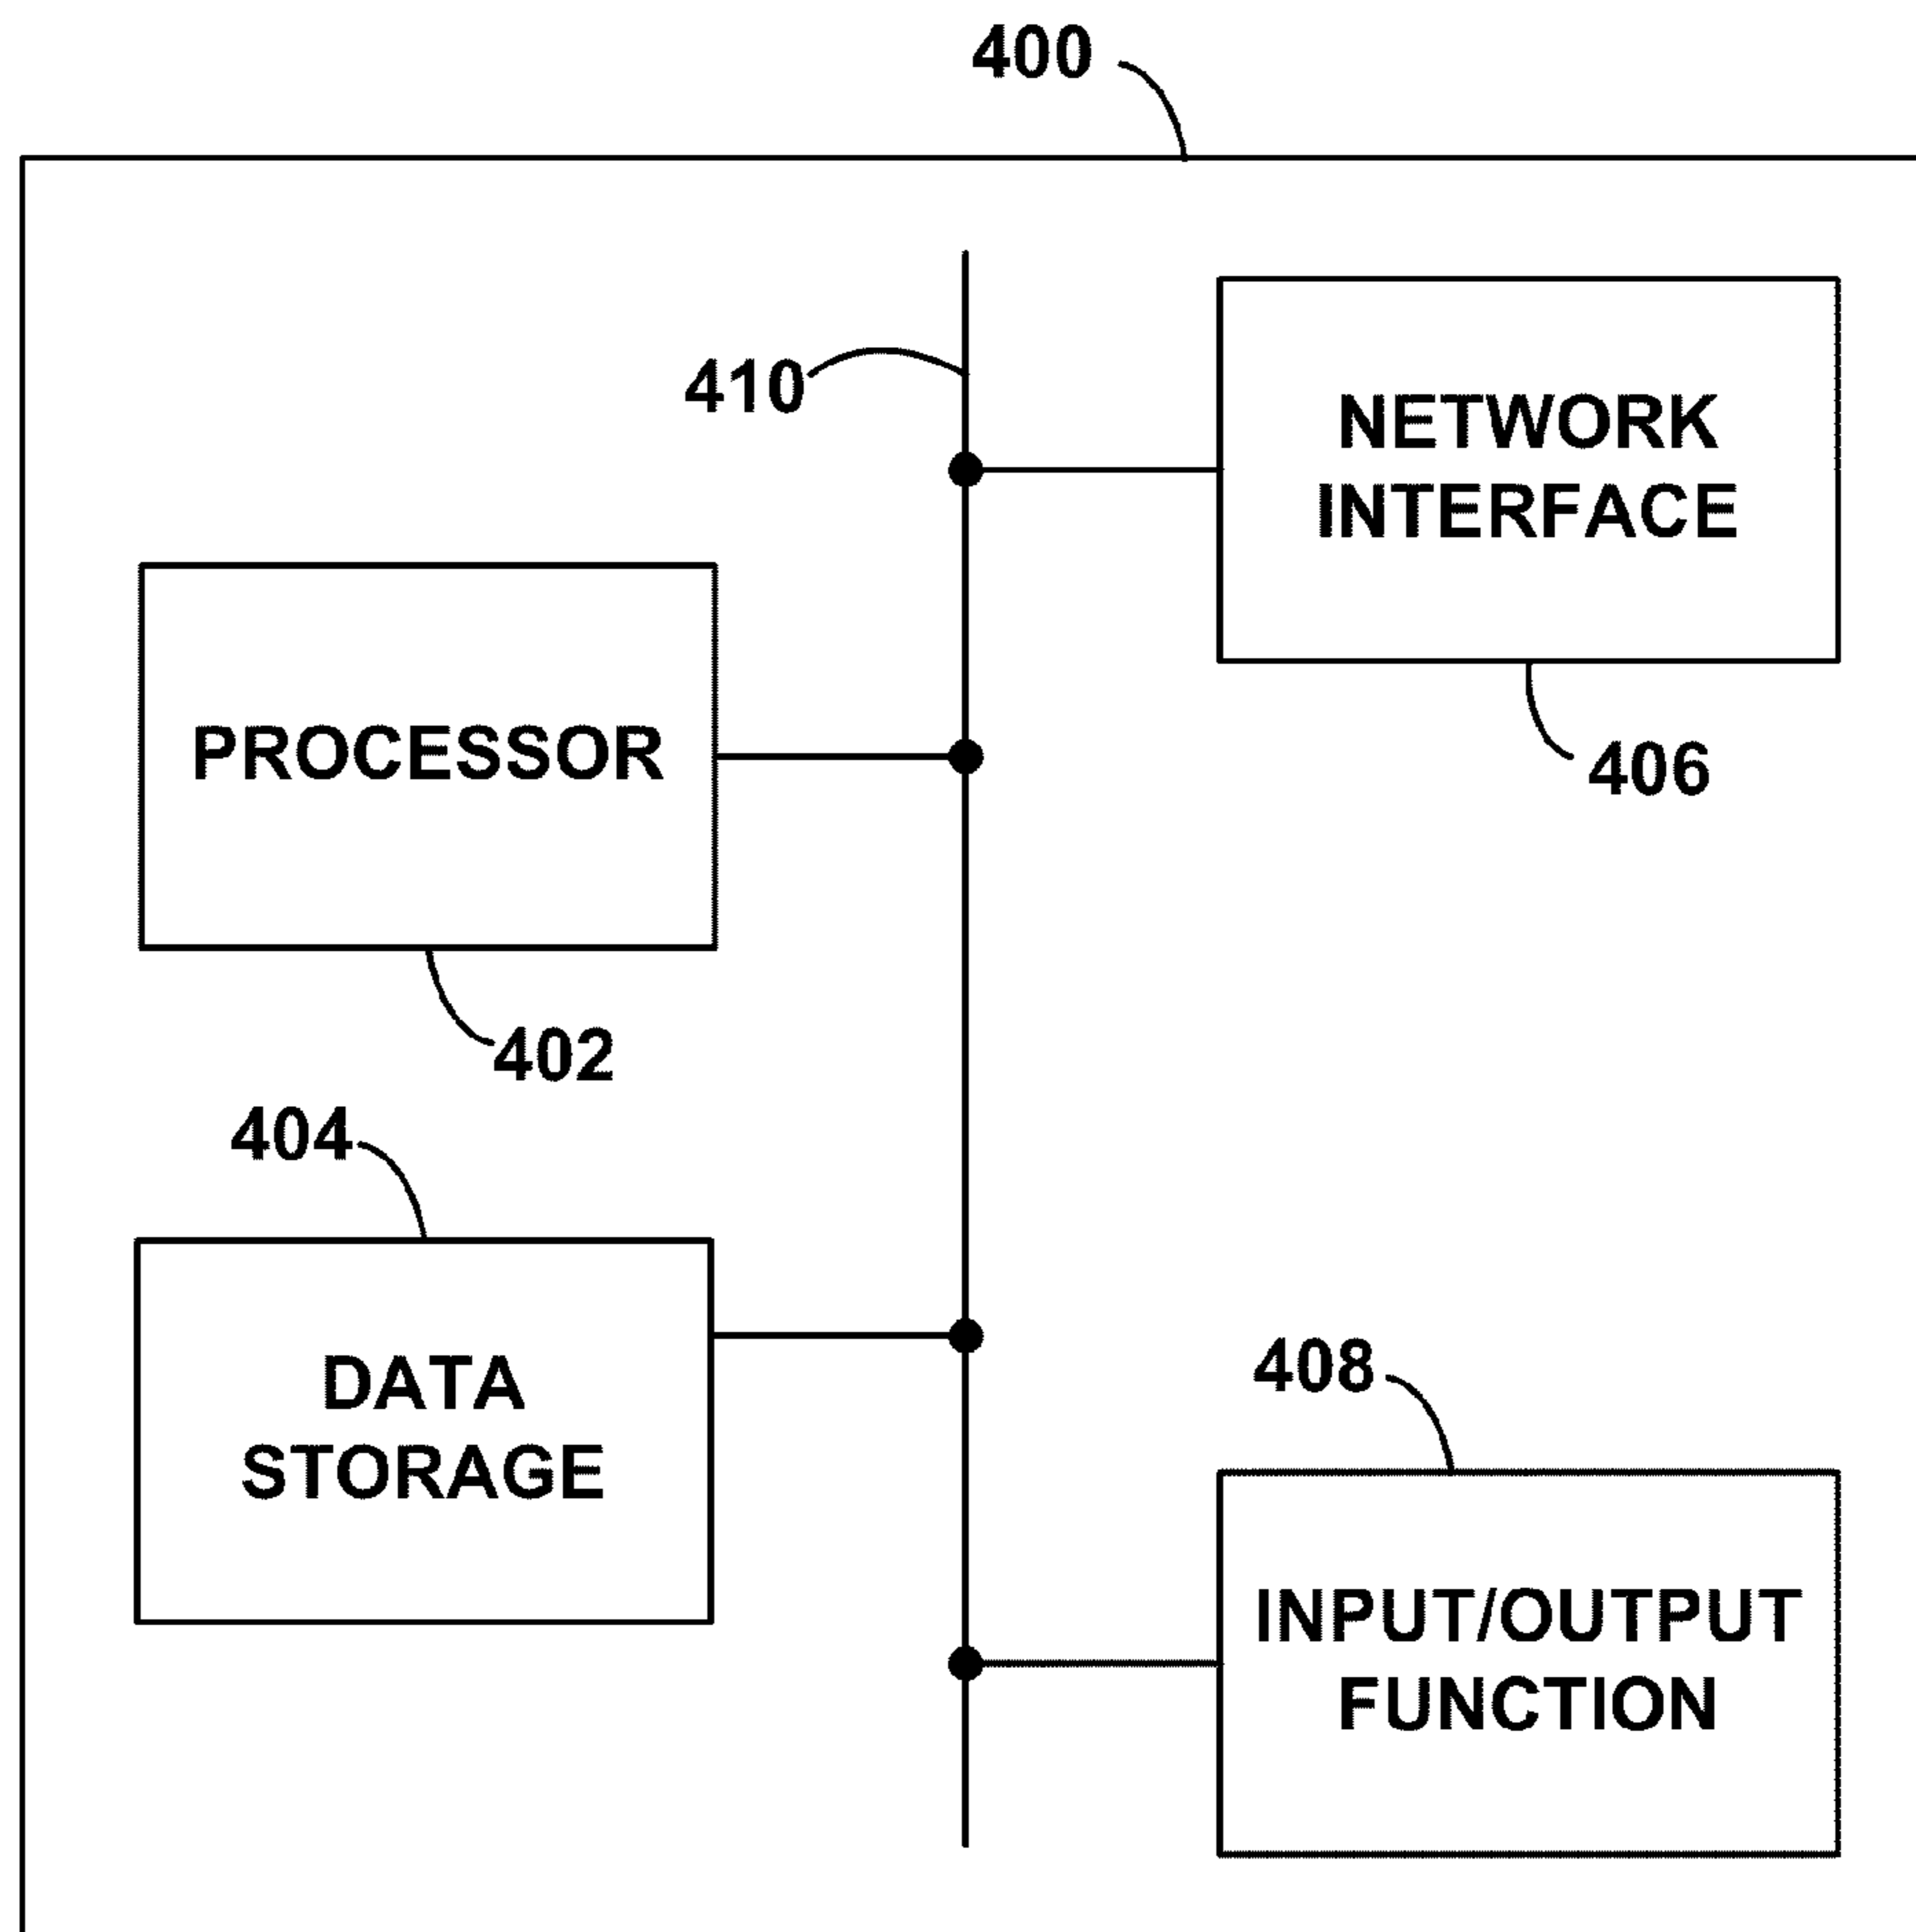 400
410
NETWORK
INTERFACE
406
PROCESSOR
402
404
DATA
STORAGE
408
INPUT/OUTPUT
FUNCTION